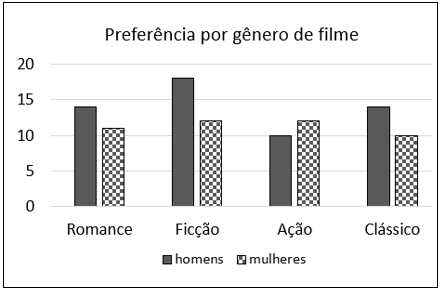 Preferência por gênero de filme
20
15
10
5
0
Romance Ficção Ação Clássico
homens mulheres